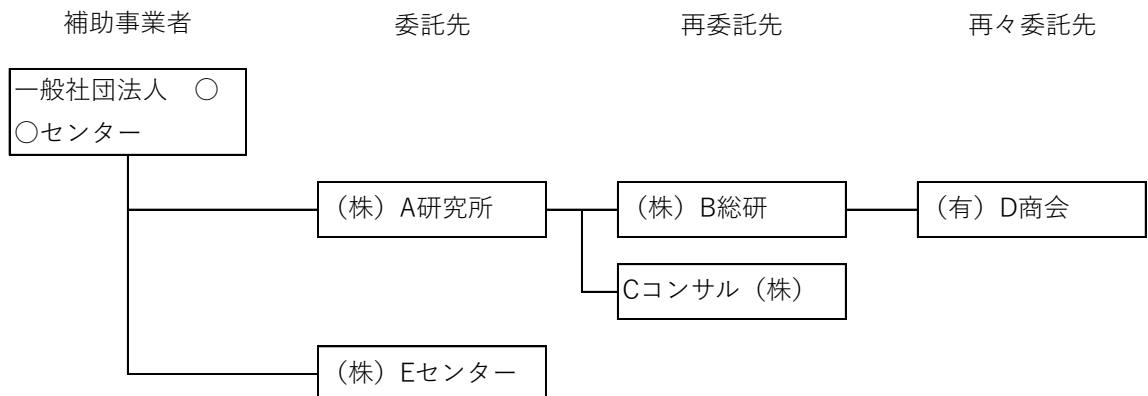 補助事業者 委託先 再委託先 再々委託先
一般社団法人　○
○センター
（株）A研究所 （株）B総研 （有）D商会
Cコンサル（株）
（株）Eセンター